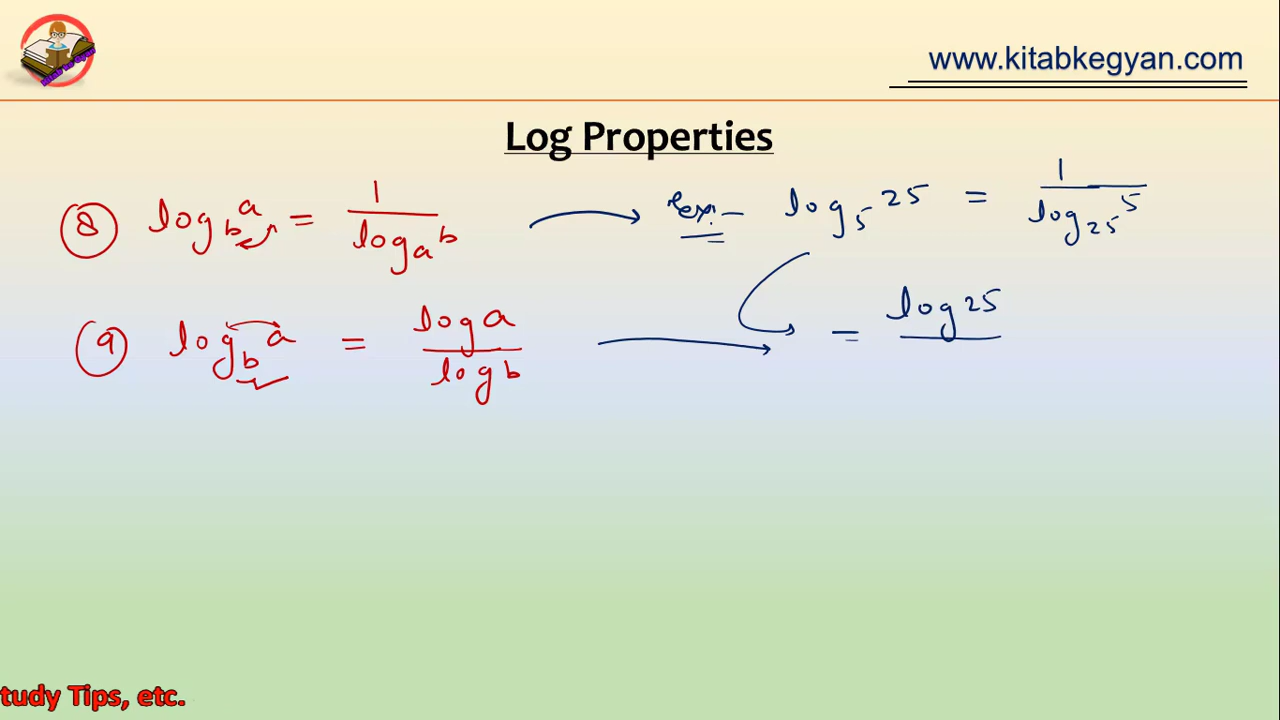 www.kitabkegyan.com
Log Properties
⑧ log_b a = 1 / log_a b → exp:- log_5 25 = 1 / log_25 5
⑨ log_b a = log a / log b → = log 25
tudy Tips, etc.